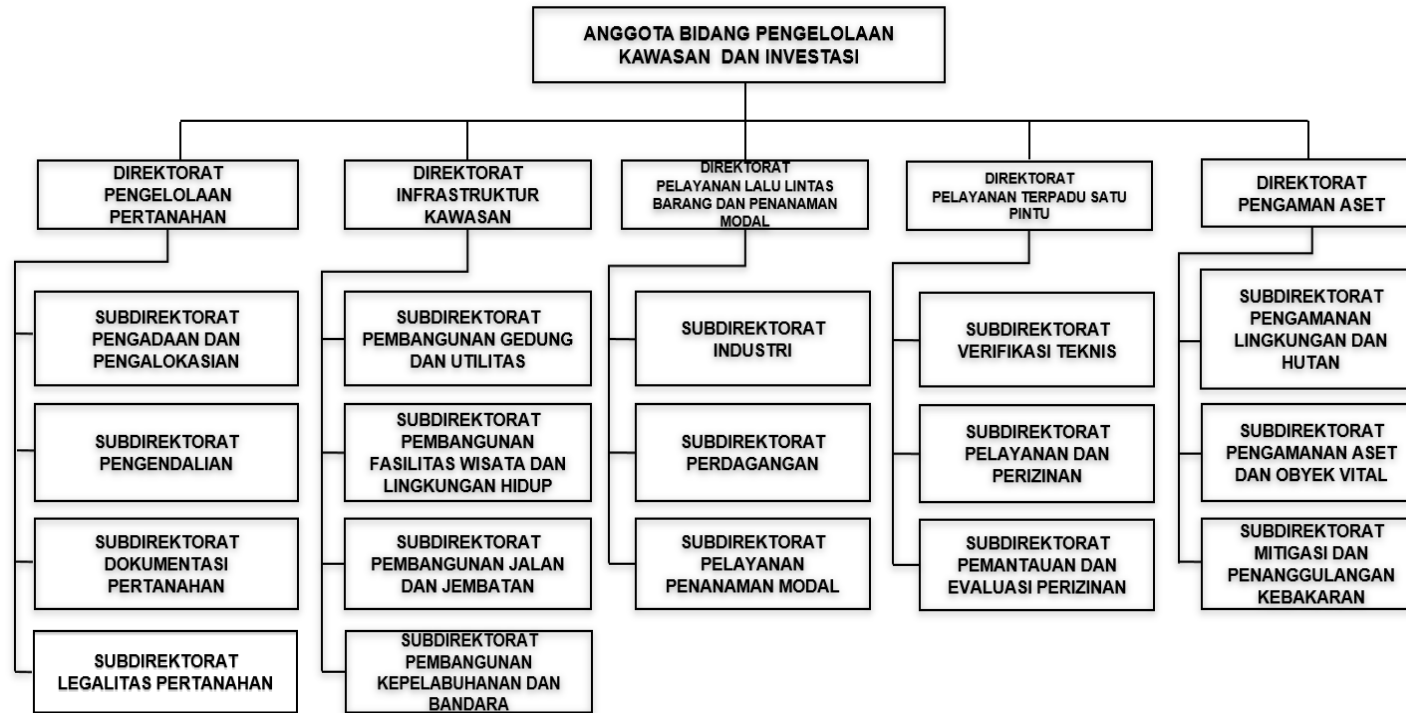 ANGGOTA BIDANG PENGELOLAAN
KAWASAN DAN INVESTASI
DIREKTORAT
PENGELOLAAN
PERTANAHAN
DIREKTORAT
INFRASTRUKTUR
KAWASAN
DIREKTORAT
PELAYANAN LALU LINTAS
BARANG DAN PENANAMAN
MODAL
DIREKTORAT
PELAYANAN TERPADU SATU
PINTU
DIREKTORAT
PENGAMAN ASET
SUBDIREKTORAT
PENGADAAN DAN
PENGALOKASIAN
SUBDIREKTORAT
PENGENDALIAN
SUBDIREKTORAT
DOKUMENTASI
PERTANAHAN
SUBDIREKTORAT
LEGALITAS PERTANAHAN
SUBDIREKTORAT
PEMBANGUNAN GEDUNG
DAN UTILITAS
SUBDIREKTORAT
PEMBANGUNAN
FASILITAS WISATA DAN
LINGKUNGAN HIDUP
SUBDIREKTORAT
PEMBANGUNAN JALAN
DAN JEMBATAN
SUBDIREKTORAT
PEMBANGUNAN
KEPELABUHANAN DAN
BANDARA
SUBDIREKTORAT
INDUSTRI
SUBDIREKTORAT
PERDAGANGAN
SUBDIREKTORAT
PELAYANAN
PENANAMAN MODAL
SUBDIREKTORAT
VERIFIKASI TEKNIS
SUBDIREKTORAT
PELAYANAN DAN
PERIZINAN
SUBDIREKTORAT
PEMANTAUAN DAN
EVALUASI PERIZINAN
SUBDIREKTORAT
PENGAMANAN
LINGKUNGAN DAN
HUTAN
SUBDIREKTORAT
PENGAMANAN ASET
DAN OBYEK VITAL
SUBDIREKTORAT
MITIGASI DAN
PENANGGULANGAN
KEBAKARAN